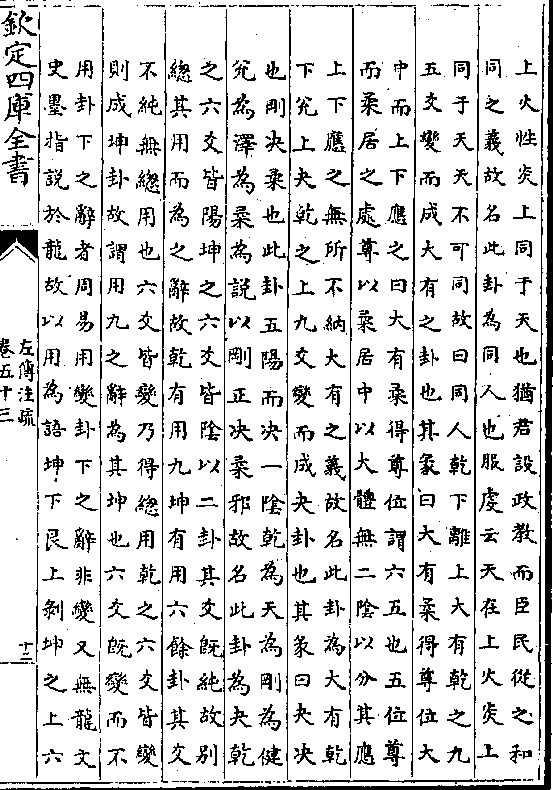 上火性炎上同于天也猶君設政教而臣民從之和
同之義故名此卦為同人也服虔云天在上火炎上
同于天天不可同故曰同人乾下離上大有乾之九
五爻變而成大有之卦也其彖曰大有柔得尊位大
中而上下應之曰大有柔得尊位謂六五也五位尊
而柔居之處尊以柔居中以大體無二陰以分其應
上下應之無所不納大有之義故名此卦為大有乾
下兊上夬乾之上九爻變而成夬卦也其彖曰夬決
也剛決柔也此卦五陽而決一陰乾為天為剛為健
兊為澤為柔為說以剛正決柔邪故名此卦為夬乾
之六爻皆陽坤之六爻皆陰以二卦其爻既純故別
總其用而為之辭故乾有用九坤有用六餘卦其爻
不純無總用也六爻皆變乃得總用乾之六爻皆變
則成坤卦故謂用九之辭為其坤也六爻既變而不
用卦下之辭者周易用變卦下之辭非變又無龍文
史墨指説於龍故以用為語坤下艮上剝坤之上六
欽定四庫全書
左傳注疏
卷五十三
十二